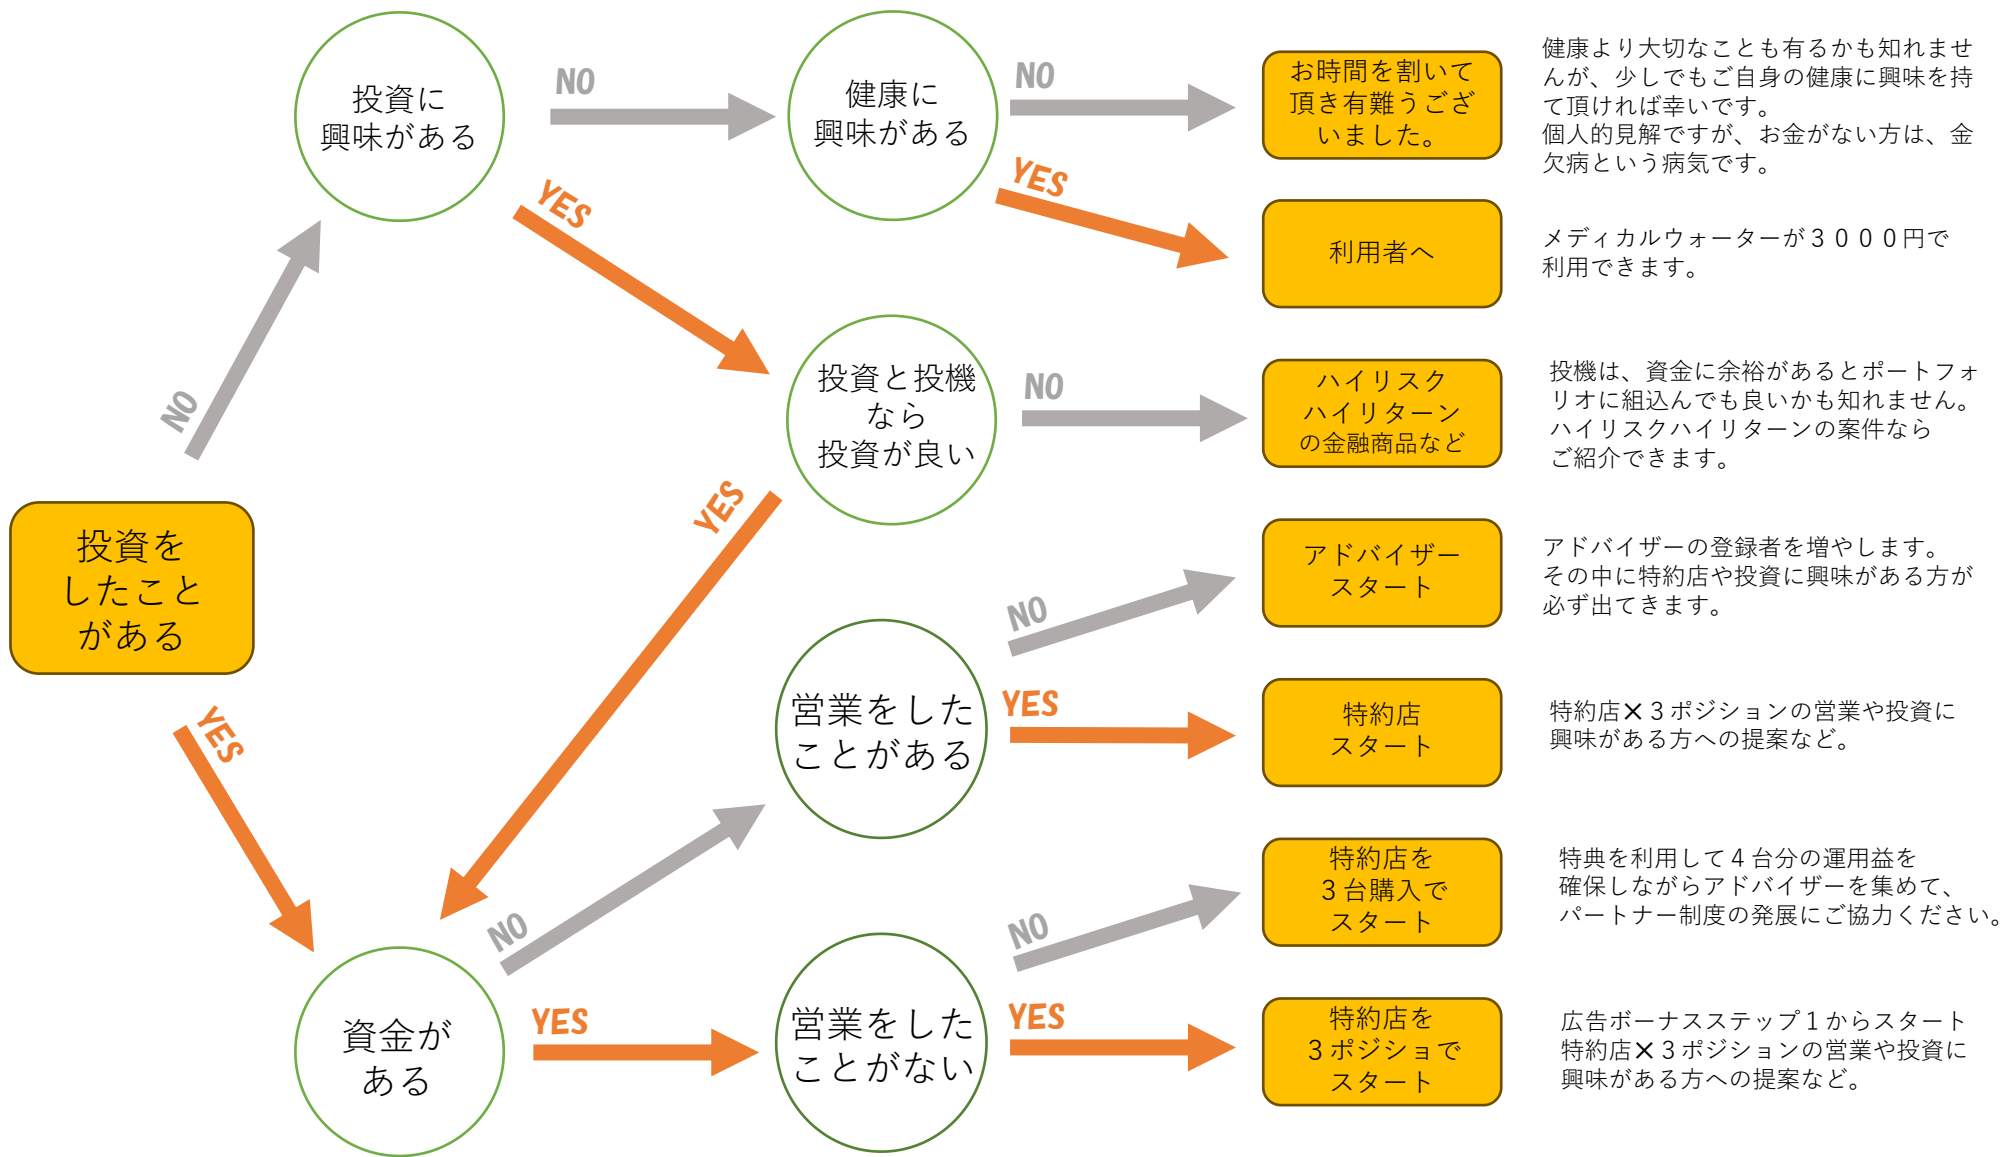 投資に
興味がある
NO
健康に
興味がある
NO
お時間を割いて
頂き有難うござ
いました。
健康より大切なことも有るかも知れませ
んが、少しでもご自身の健康に興味を持
て頂ければ幸いです。
個人的見解ですが、お金がない方は、金
欠病という病気です。
YES
YES
利用者へ
メディカルウォーターが３０００円で
利用できます。
NO
投資と投機
なら
投資が良い
NO
ハイリスク
ハイリターン
の金融商品など
投機は、資金に余裕があるとポートフォ
リオに組込んでも良いかも知れません。
ハイリスクハイリターンの案件なら
ご紹介できます。
YES
投資を
したこと
がある
NO
アドバイザー
スタート
アドバイザーの登録者を増やします。
その中に特約店や投資に興味がある方が
必ず出てきます。
YES
営業をした
ことがある
YES
特約店
スタート
特約店✕３ポジションの営業や投資に
興味がある方への提案など。
NO
NO
特約店を
３台購入で
スタート
特典を利用して４台分の運用益を
確保しながらアドバイザーを集めて、
パートナー制度の発展にご協力ください。
資金が
ある
YES
営業をした
ことがない
YES
特約店を
３ポジショで
スタート
広告ボーナスステップ１からスタート
特約店✕３ポジションの営業や投資に
興味がある方への提案など。